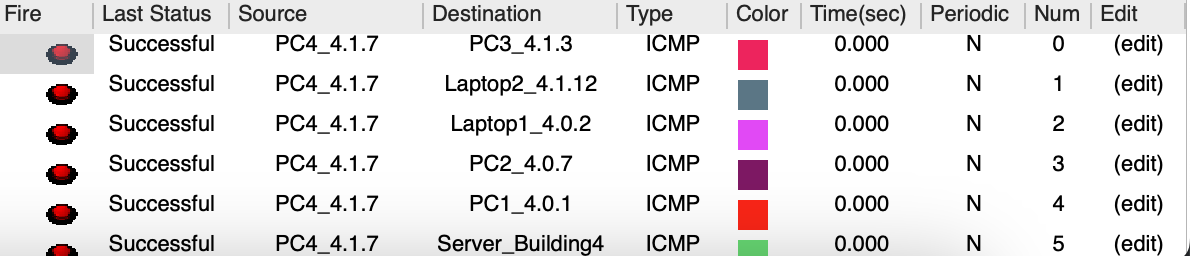 Fire Last Status Source Destination Type Color Time(sec) Periodic Num Edit
Successful PC4_4.1.7 PC3_4.1.3 ICMP 0.000 N 0 (edit)
Successful PC4_4.1.7 Laptop2_4.1.12 ICMP 0.000 N 1 (edit)
Successful PC4_4.1.7 Laptop1_4.0.2 ICMP 0.000 N 2 (edit)
Successful PC4_4.1.7 PC2_4.0.7 ICMP 0.000 N 3 (edit)
Successful PC4_4.1.7 PC1_4.0.1 ICMP 0.000 N 4 (edit)
Successful PC4_4.1.7 Server_Building4 ICMP 0.000 N 5 (edit)